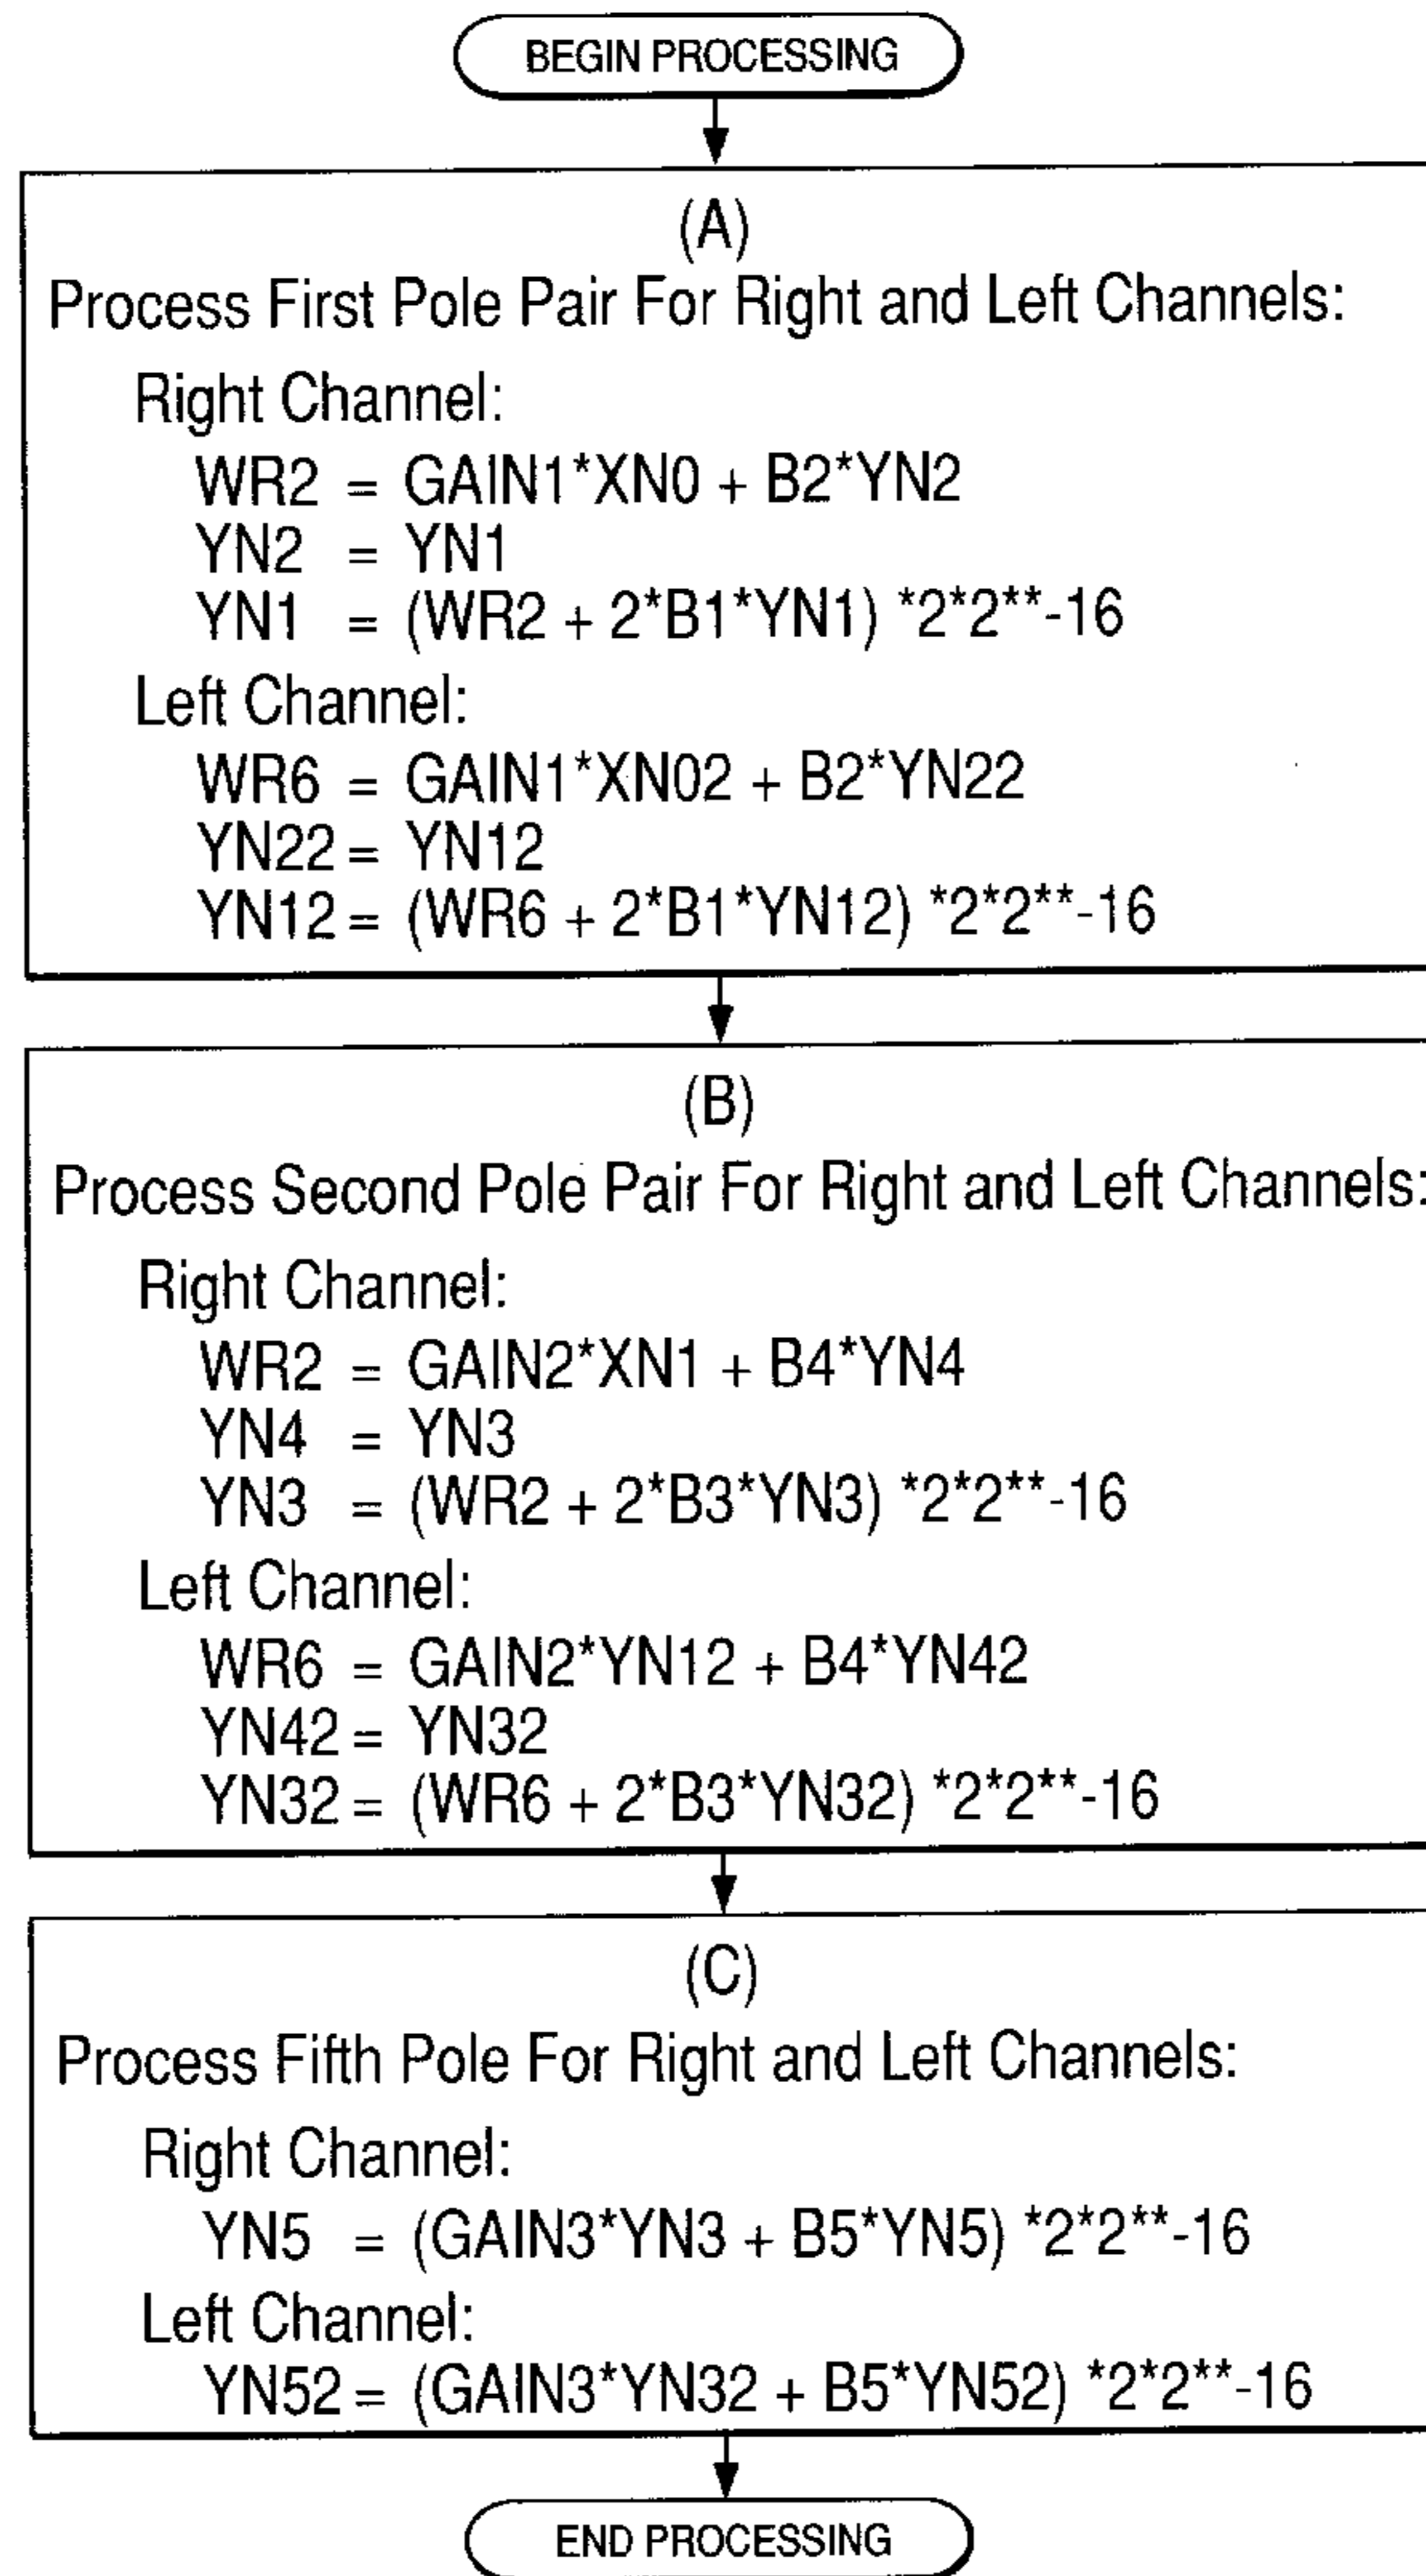 BEGIN PROCESSING
(A)
Process First Pole Pair For Right and Left Channels:
Right Channel:
WR2 = GAIN1*XN0 + B2*YN2
YN2 = YN1
YN1 = (WR2 + 2*B1*YN1) *2*2**-16
Left Channel:
WR6 = GAIN1*XN02 + B2*YN22
YN22 = YN12
YN12 = (WR6 + 2*B1*YN12) *2*2**-16
(B)
Process Second Pole Pair For Right and Left Channels:
Right Channel:
WR2 = GAIN2*XN1 + B4*YN4
YN4 = YN3
YN3 = (WR2 + 2*B3*YN3) *2*2**-16
Left Channel:
WR6 = GAIN2*YN12 + B4*YN42
YN42 = YN32
YN32 = (WR6 + 2*B3*YN32) *2*2**-16
(C)
Process Fifth Pole For Right and Left Channels:
Right Channel:
YN5 = (GAIN3*YN3 + B5*YN5) *2*2**-16
Left Channel:
YN52 = (GAIN3*YN32 + B5*YN52) *2*2**-16
END PROCESSING